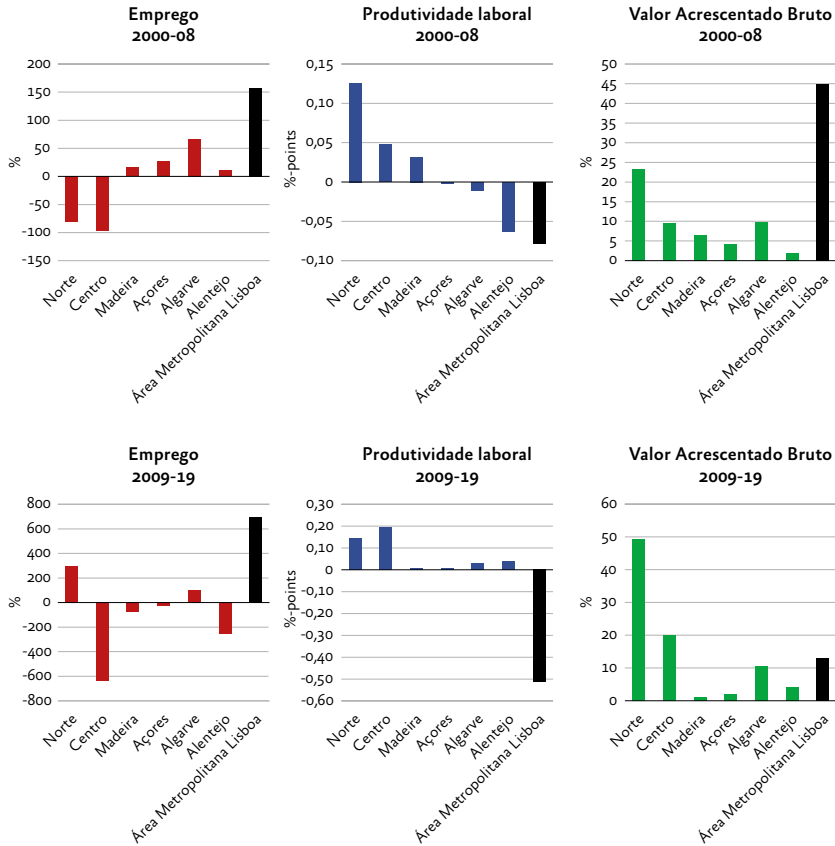 Emprego
2000-08
200
150
100
50
0
-50
-100
-150
%
Norte
Centro
Madeira
Açores
Algarve
Alentejo
Área Metropolitana Lisboa
Produtividade laboral
2000-08
0,15
0,10
0,05
0
-0,05
-0,10
%-points
Norte
Centro
Madeira
Açores
Algarve
Alentejo
Área Metropolitana Lisboa
Valor Acrescentado Bruto
2000-08
50
45
40
35
30
25
20
15
10
5
0
%
Norte
Centro
Madeira
Açores
Algarve
Alentejo
Área Metropolitana Lisboa
Emprego
2009-19
800
600
400
200
0
-200
-400
-600
-800
%
Norte
Centro
Madeira
Açores
Algarve
Alentejo
Área Metropolitana Lisboa
Produtividade laboral
2009-19
0,30
0,20
0,10
0
-0,10
-0,20
-0,30
-0,40
-0,50
-0,60
%-points
Norte
Centro
Madeira
Açores
Algarve
Alentejo
Área Metropolitana Lisboa
Valor Acrescentado Bruto
2009-19
60
50
40
30
20
10
0
%
Norte
Centro
Madeira
Açores
Algarve
Alentejo
Área Metropolitana Lisboa